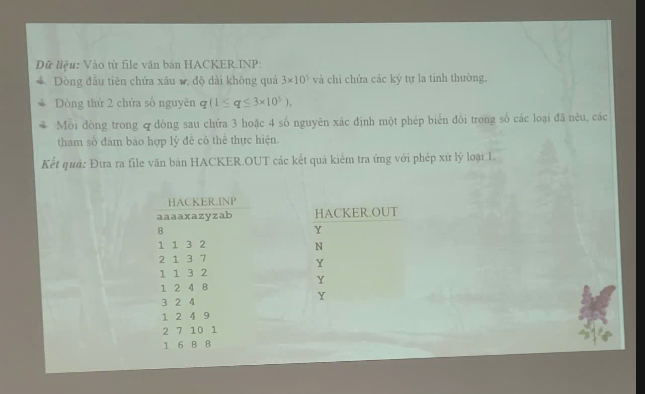 Dữ liệu: Vào từ file văn bản HACKER.INP:
Dòng đầu tiên chứa xâu w, độ dài không quá 3×10⁵ và chỉ chứa các ký tự la tinh thường,
Dòng thứ 2 chứa số nguyên q (1 ≤ q ≤ 3×10⁵ ),
Mỗi dòng trong q dòng sau chứa 3 hoặc 4 số nguyên xác định một phép biến đổi trong số các loại đã nêu, các
tham số đảm bảo hợp lý để có thể thực hiện.
Kết quả: Đưa ra file văn bản HACKER.OUT các kết quả kiểm tra ứng với phép xử lý loại 1.
HACKER.INP
aaaaxazyzab
8
1 1 3 2
2 1 3 7
1 1 3 2
1 2 4 8
3 2 4
1 2 4 9
2 7 10 1
1 6 8 8
HACKER.OUT
Y
N
Y
Y
Y